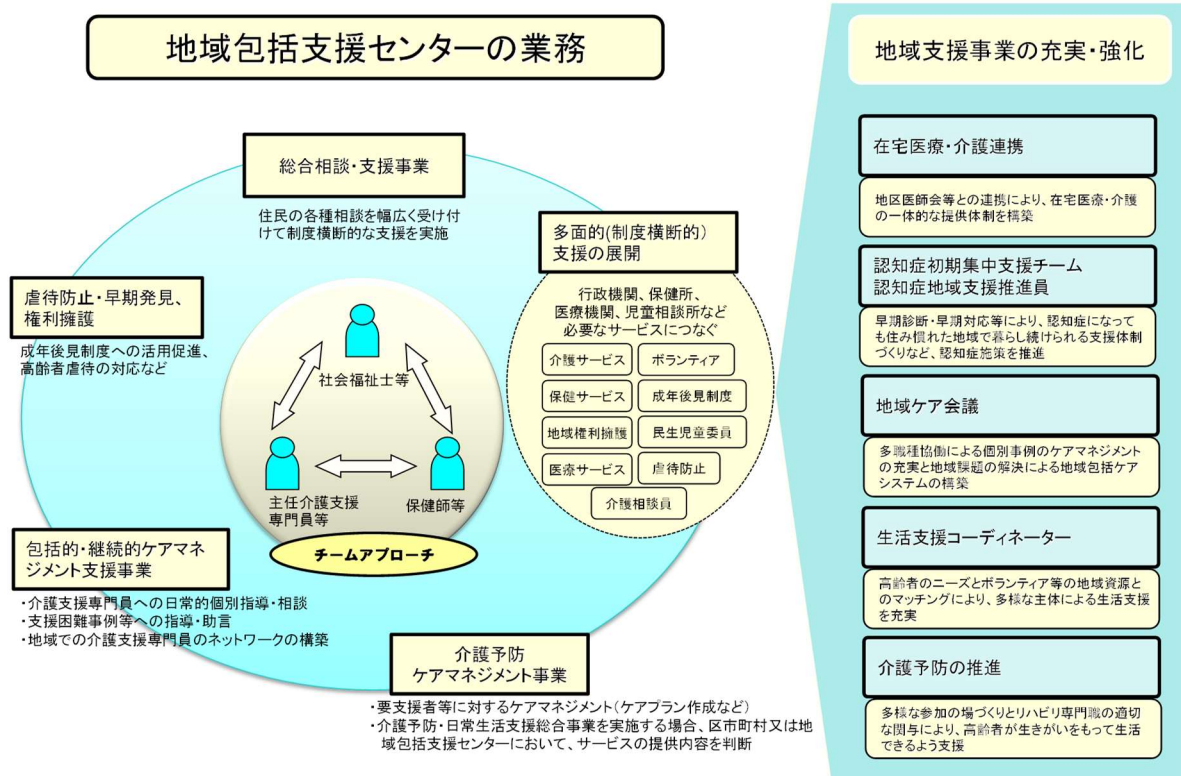 地域包括支援センターの業務
総合相談・支援事業
住民の各種相談を幅広く受け付
けて制度横断的な支援を実施
多面的(制度横断的)
支援の展開
行政機関、保健所、
医療機関、児童相談所など
必要なサービスにつなぐ
介護サービス
ボランティア
保健サービス
成年後見制度
地域権利擁護
民生児童委員
医療サービス
虐待防止
介護相談員
虐待防止・早期発見、
権利擁護
成年後見制度への活用促進、
高齢者虐待の対応など
社会福祉士等
主任介護支援
専門員等
保健師等
チームアプローチ
包括的・継続的ケアマネ
ジメント支援事業
・介護支援専門員への日常的個別指導・相談
・支援困難事例等への指導・助言
・地域での介護支援専門員のネットワークの構築
介護予防
ケアマネジメント事業
・要支援者等に対するケアマネジメント(ケアプラン作成など)
・介護予防・日常生活支援総合事業を実施する場合、区市町村又は地
域包括支援センターにおいて、サービスの提供内容を判断
地域支援事業の充実・強化
在宅医療・介護連携
地区医師会等との連携により、在宅医療・介護
の一体的な提供体制を構築
認知症初期集中支援チーム
認知症地域支援推進員
早期診断・早期対応等により、認知症になって
も住み慣れた地域で暮らし続けられる支援体制
づくりなど、認知症施策を推進
地域ケア会議
多職種協働による個別事例のケアマネジメント
の充実と地域課題の解決による地域包括ケア
システムの構築
生活支援コーディネーター
高齢者のニーズとボランティア等の地域資源と
のマッチングにより、多様な主体による生活支援
を充実
介護予防の推進
多様な参加の場づくりとリハビリ専門職の適切
な関与により、高齢者が生きがいをもって生活
できるよう支援